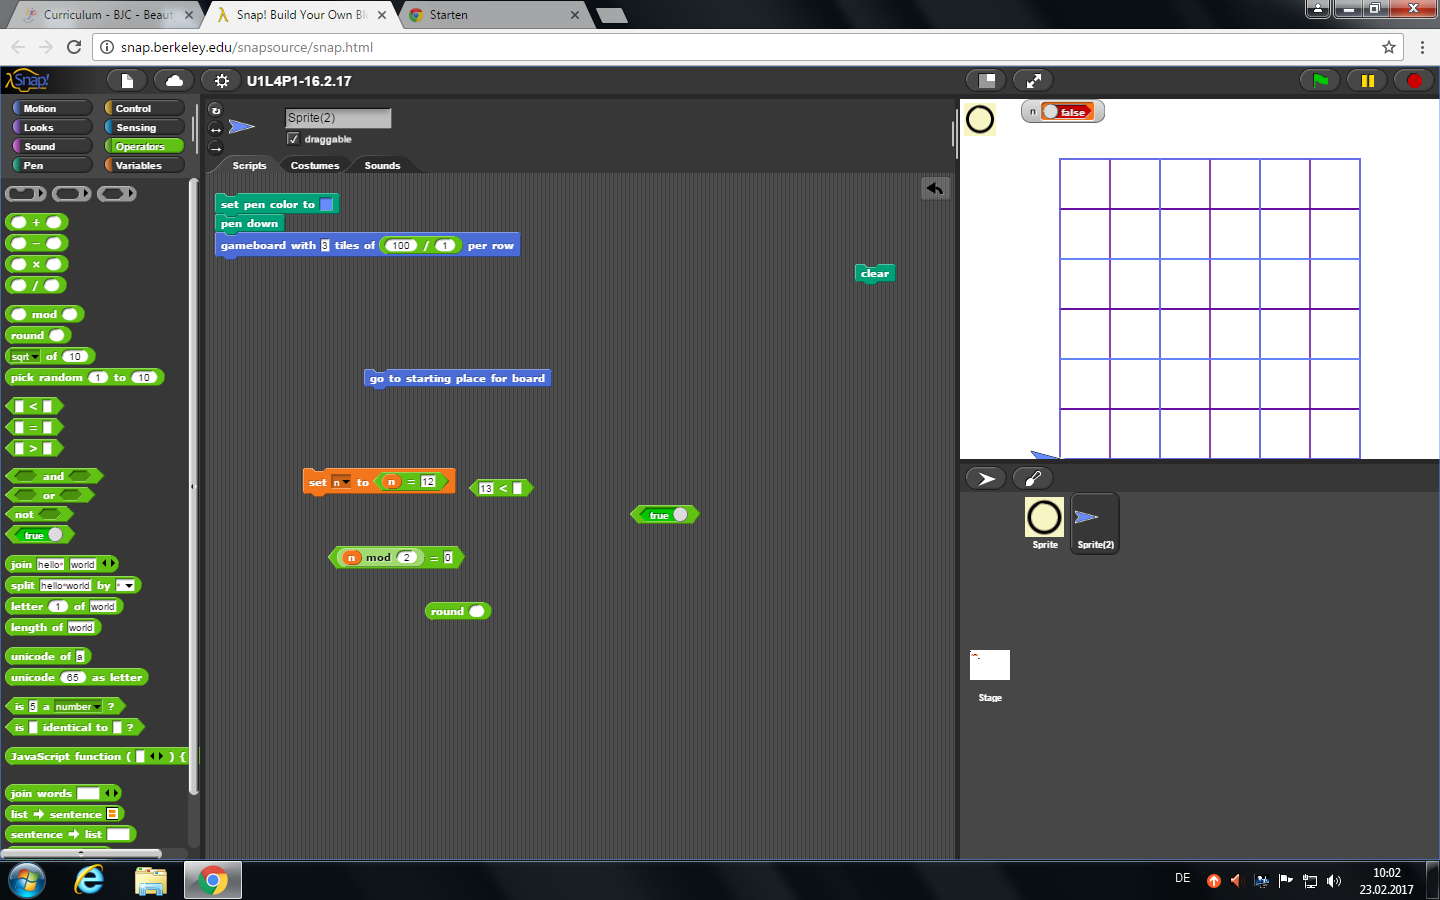 Curriculum - BJC - Beaut
Snap! Build Your Own Blo
Starten
snap.berkeley.edu/snapsource/snap.html
Snap!
U1L4P1-16.2.17
Motion
Control
Looks
Sensing
Sound
Operators
Pen
Variables
Sprite(2)
draggable
Scripts
Costumes
Sounds
+
−
×
/
mod
round
sqrt of 10
pick random 1 to 10
<
=
>
and
or
not
true
join hello world
split hello world by
letter 1 of world
length of world
unicode of a
unicode 65 as letter
is 5 a number ?
is identical to ?
JavaScript function ( ) {
join words
list ➔ sentence
sentence ➔ list
set pen color to
pen down
gameboard with 3 tiles of 100 / 1 per row
clear
go to starting place for board
set n to n = 12
13 <
true
n mod 2 = 0
round
n false
Sprite
Sprite(2)
Stage
DE
10:02
23.02.2017